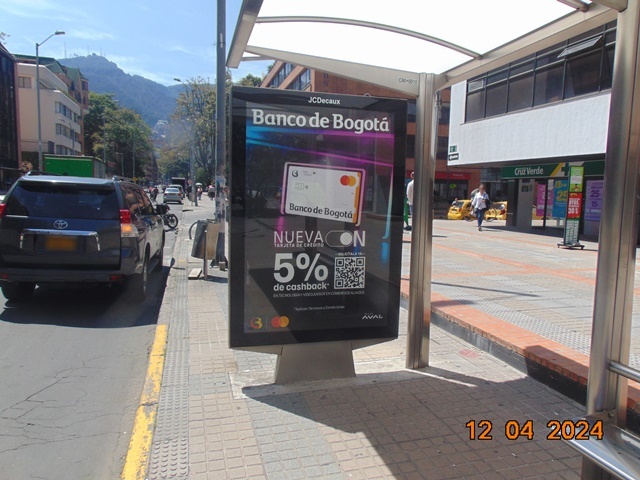 JCDecaux
Banco de Bogotá
Banco de Bogotá
NUEVA CON
TARJETA DE CRÉDITO
5%
de cashback*
AVAL
Cruz Verde
12 04 2024